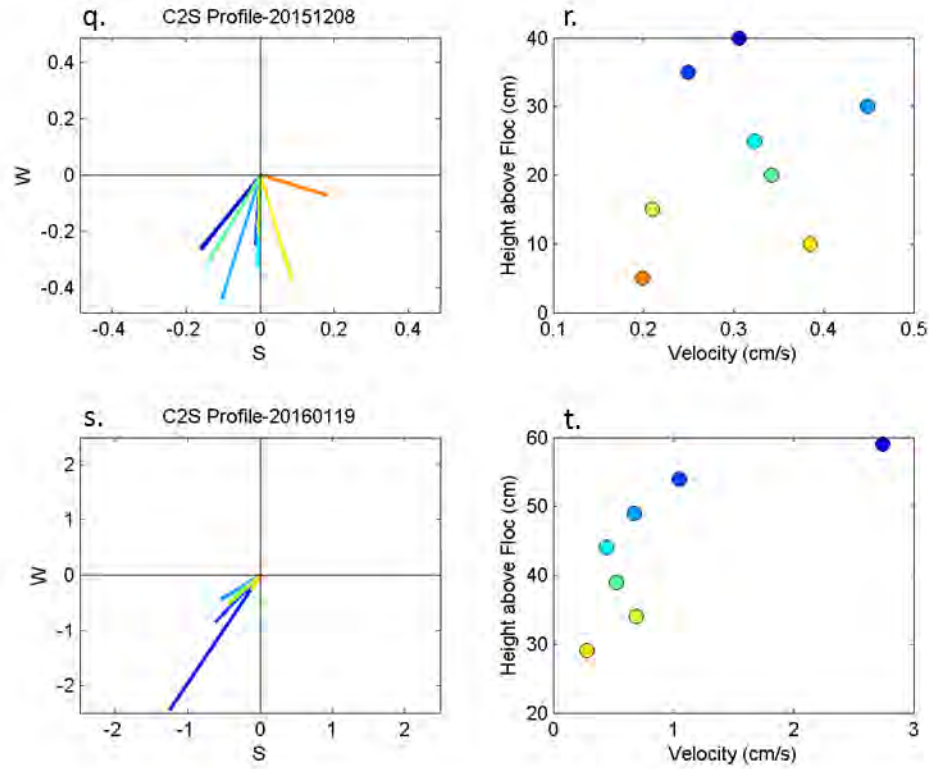 q. C2S Profile-20151208
0.4
0.2
0
-0.2
-0.4
W
-0.4 -0.2 0 0.2 0.4
S
r.
40
30
20
10
0
Height above Floc (cm)
0.1 0.2 0.3 0.4 0.5
Velocity (cm/s)
s. C2S Profile-20160119
2
1
0
-1
-2
W
-2 -1 0 1 2
S
t.
60
50
40
30
20
Height above Floc (cm)
0 1 2 3
Velocity (cm/s)